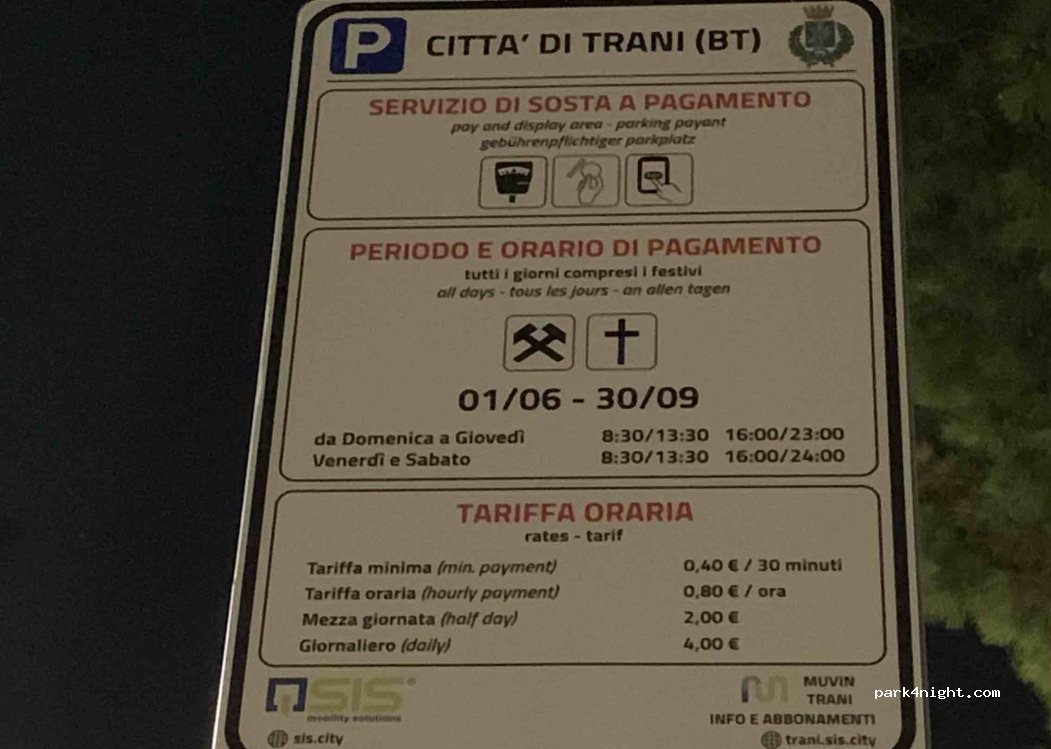 P CITTA' DI TRANI (BT)
SERVIZIO DI SOSTA A PAGAMENTO
pay and display area - parking payant
gebührenpflichtiger parkplatz
PERIODO E ORARIO DI PAGAMENTO
tutti i giorni compresi i festivi
all days - tous les jours - an allen tagen
01/06 - 30/09
da Domenica a Giovedì 8:30/13:30 16:00/23:00
Venerdì e Sabato 8:30/13:30 16:00/24:00
TARIFFA ORARIA
rates - tarif
Tariffa minima (min. payment) 0,40 € / 30 minuti
Tariffa oraria (hourly payment) 0,80 € / ora
Mezza giornata (half day) 2,00 €
Giornaliero (daily) 4,00 €
SIS®
mobility solutions
sis.city
MUVIN
TRANI
park4night.com
INFO E ABBONAMENTI
trani.sis.city